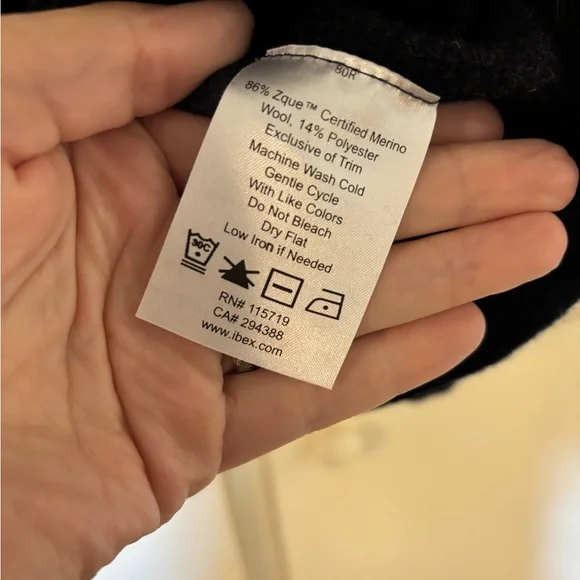 80R
86% Zque™ Certified Merino
Wool, 14% Polyester
Exclusive of Trim
Machine Wash Cold
Gentle Cycle
With Like Colors
Do Not Bleach
Dry Flat
Low Iron if Needed
30C
RN# 115719
CA# 294388
www.ibex.com